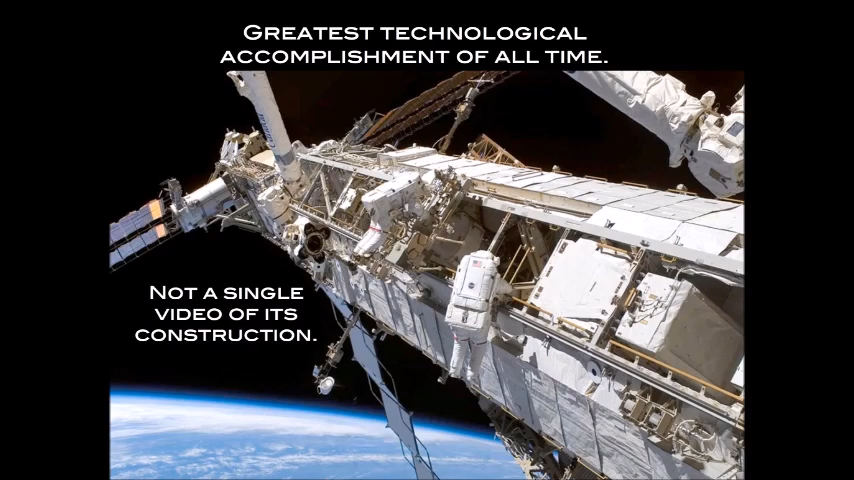 Greatest technological
accomplishment of all time.
Not a single
video of its
construction.